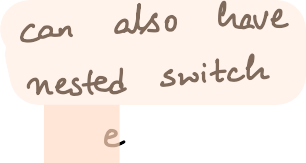 can also have
nested switch
e.